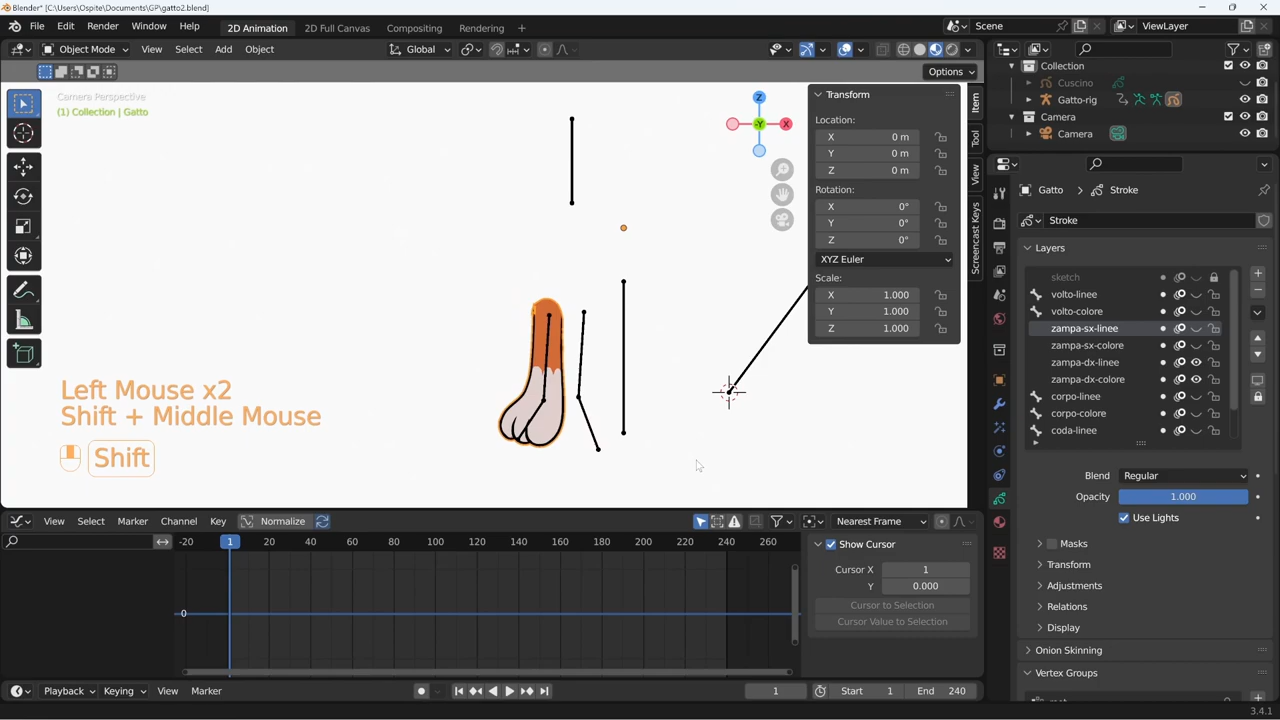 Blender* [C:\Users\Ospite\Documents\GP\gatto2.blend]
File Edit Render Window Help 2D Animation 2D Full Canvas Compositing Rendering + Scene ViewLayer
Object Mode View Select Add Object Global
Options
Camera Perspective
(1) Collection | Gatto
Z
-Y
X
Transform
Location:
X 0 m
Y 0 m
Z 0 m
Rotation:
X 0°
Y 0°
Z 0°
XYZ Euler
Scale:
X 1.000
Y 1.000
Z 1.000
Item
Tool
View
Screencast Keys
Left Mouse x2
Shift + Middle Mouse
Shift
Collection
Cuscino
Gatto-rig
Camera
Camera
Gatto > Stroke
Stroke
Layers
sketch
volto-linee
volto-colore
zampa-sx-linee
zampa-sx-colore
zampa-dx-linee
zampa-dx-colore
corpo-linee
corpo-colore
coda-linee
Blend Regular
Opacity 1.000
Use Lights
Masks
Transform
Adjustments
Relations
Display
Onion Skinning
Vertex Groups
View Select Marker Channel Key Normalize Nearest Frame
1 -20 20 40 60 80 100 120 140 160 180 200 220 240 260
0
Show Cursor
Cursor X 1
Y 0.000
Cursor to Selection
Cursor Value to Selection
Playback Keying View Marker 1 Start 1 End 240
3.4.1